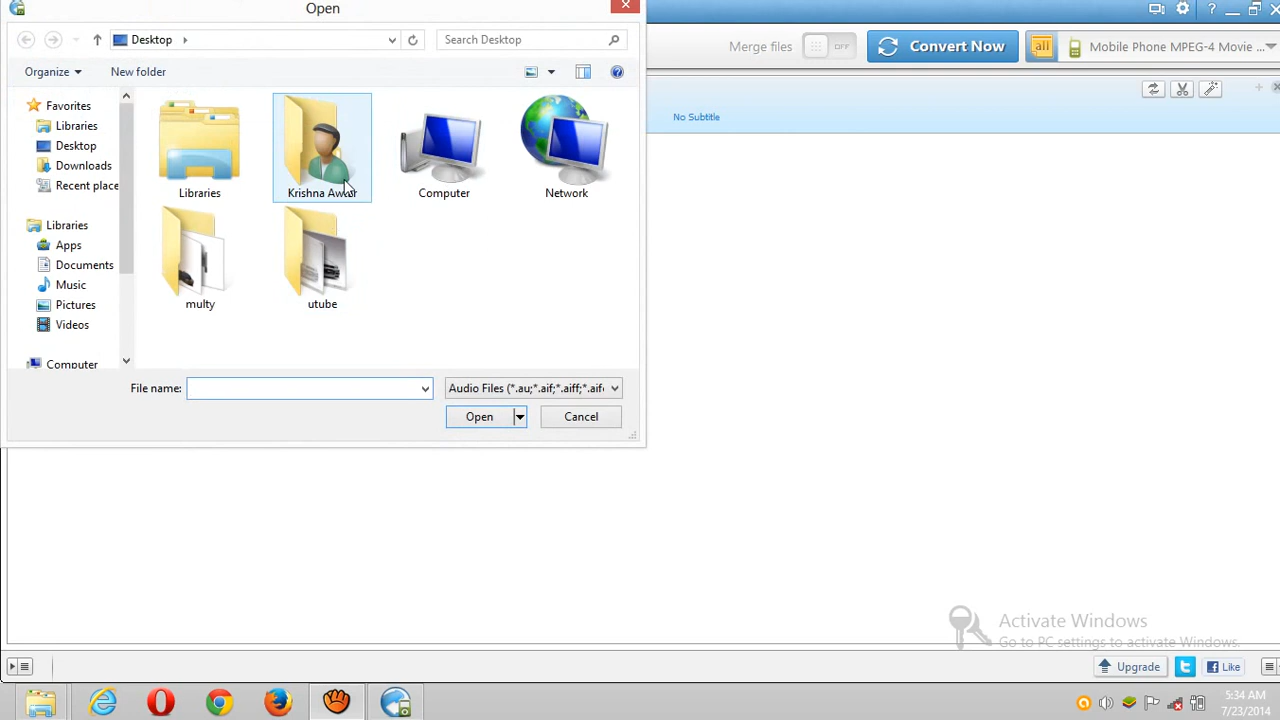 Open
Desktop
Search Desktop
Merge files
OFF
Convert Now
all
Mobile Phone MPEG-4 Movie ...
Organize
New folder
No Subtitle
Favorites
Libraries
Desktop
Downloads
Recent place
Libraries
Apps
Documents
Music
Pictures
Videos
Computer
Libraries
Krishna
Computer
Network
multy
utube
File name:
Audio Files (*.au;*.aif;*.aiff;*.aif
Open
Cancel
Activate Windows
Go to PC settings to activate Windows.
Upgrade
Like
5:34 AM
7/23/2014